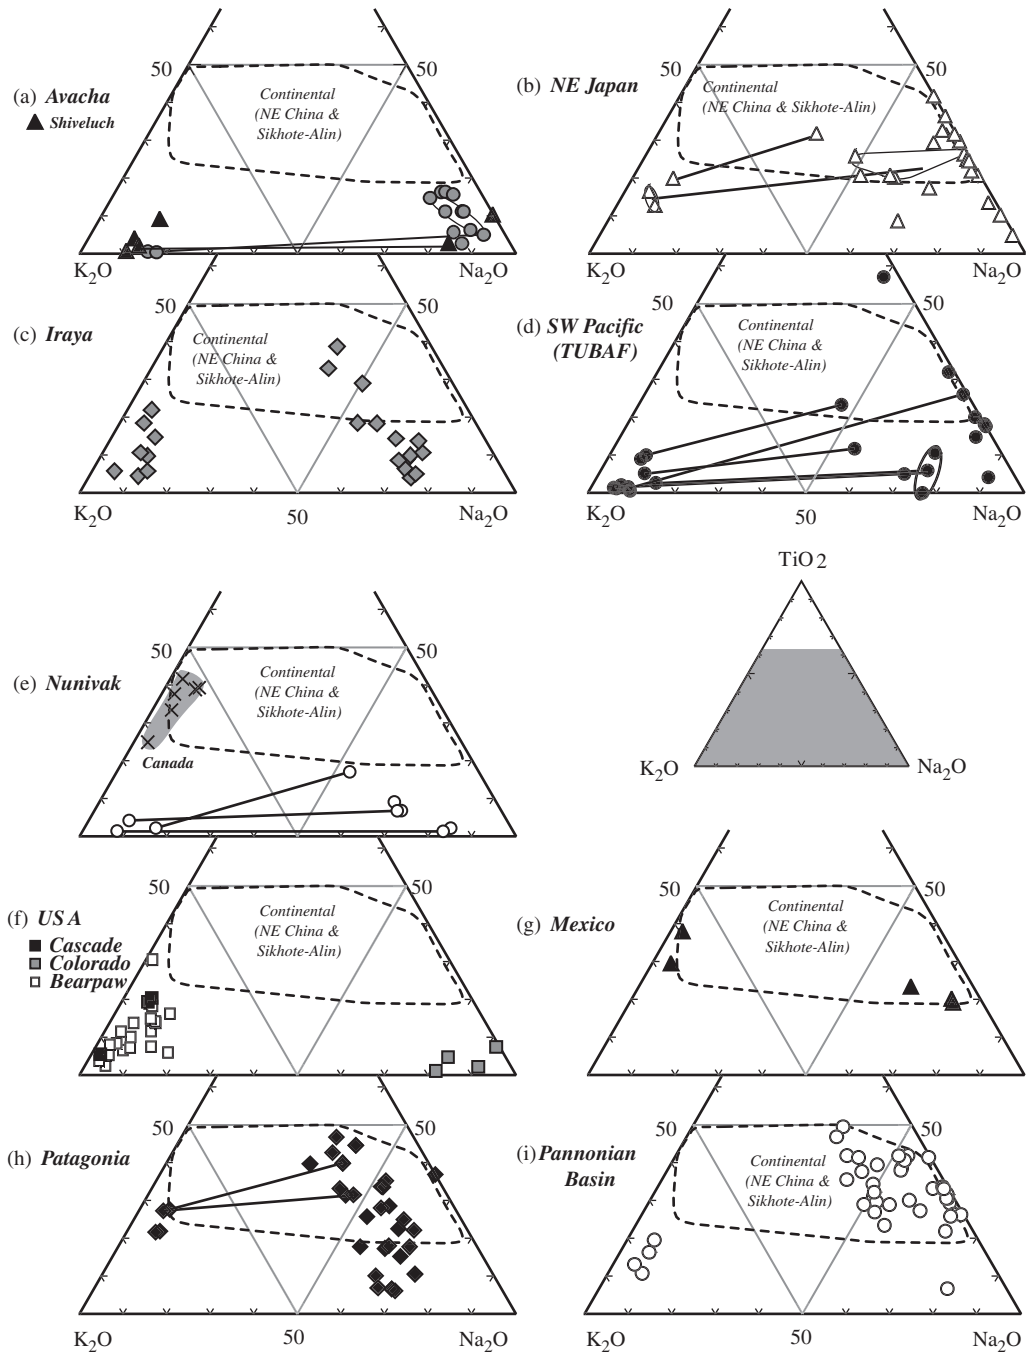 (a) Avacha
Shiveluch
50
50
Continental
(NE China &
Sikhote-Alin)
K2O
Na2O
(b) NE Japan
50
50
Continental
(NE China & Sikhote-Alin)
K2O
Na2O
(c) Iraya
50
50
Continental
(NE China &
Sikhote-Alin)
K2O
50
Na2O
(d) SW Pacific
(TUBAF)
50
50
Continental
(NE China &
Sikhote-Alin)
K2O
50
Na2O
(e) Nunivak
50
50
Continental
(NE China &
Sikhote-Alin)
Canada
TiO2
K2O
Na2O
(f) USA
Cascade
Colorado
Bearpaw
50
50
Continental
(NE China &
Sikhote-Alin)
(g) Mexico
50
50
Continental
(NE China &
Sikhote-Alin)
(h) Patagonia
50
50
K2O
50
Na2O
(i) Pannonian
Basin
50
50
Continental
(NE China &
Sikhote-Alin)
K2O
50
Na2O